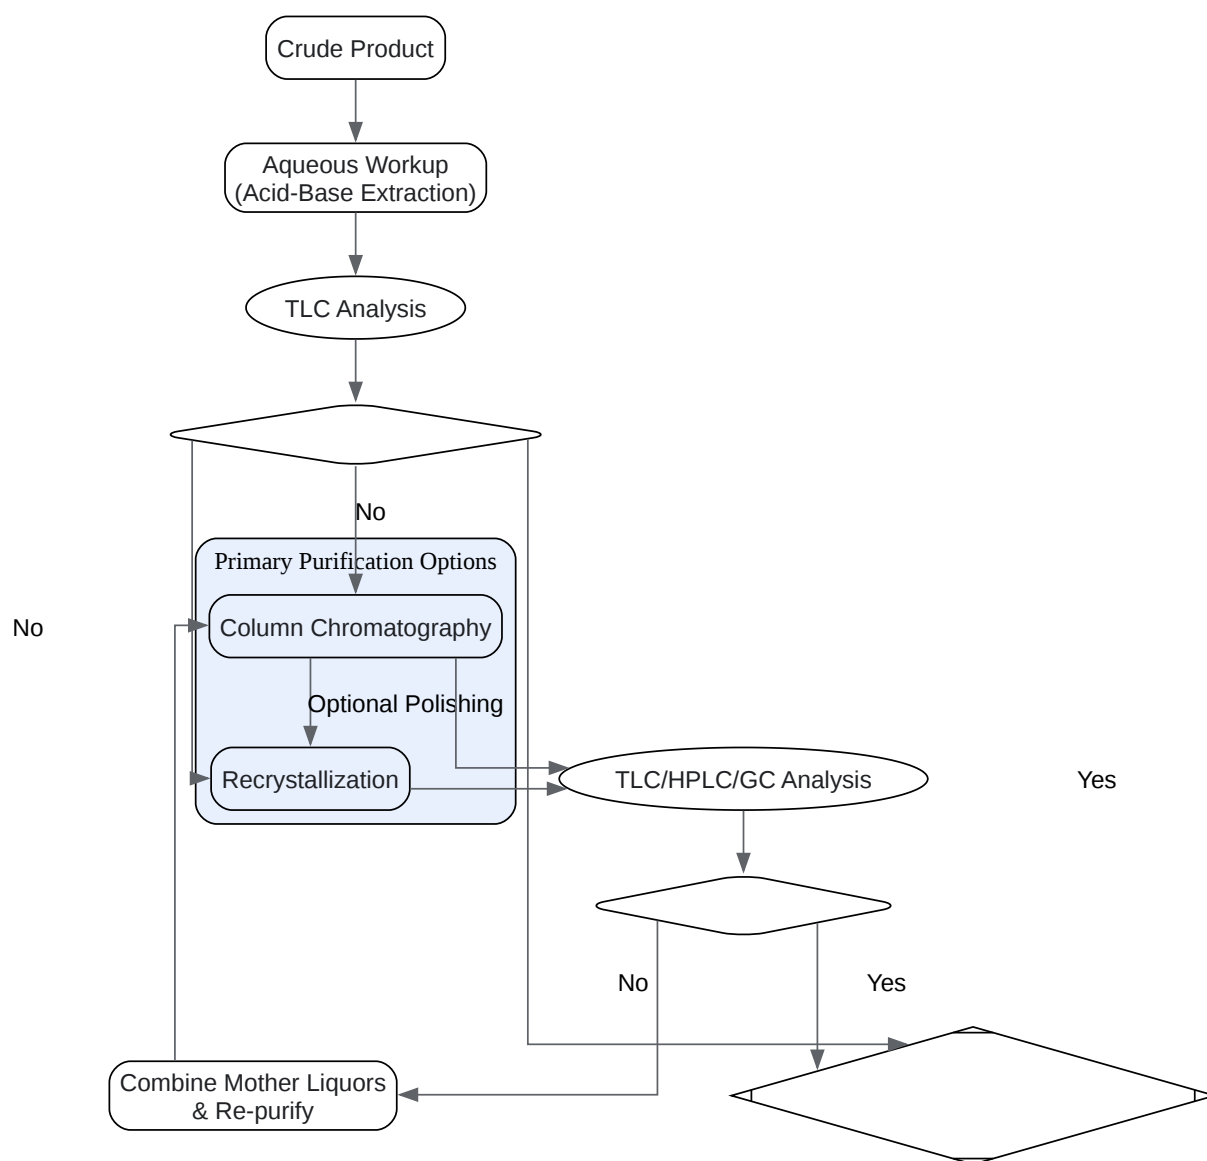 Crude Product
Aqueous Workup
(Acid-Base Extraction)
TLC Analysis
No
Primary Purification Options
Column Chromatography
No
Optional Polishing
Recrystallization
TLC/HPLC/GC Analysis
Yes
No
Yes
Combine Mother Liquors
& Re-purify